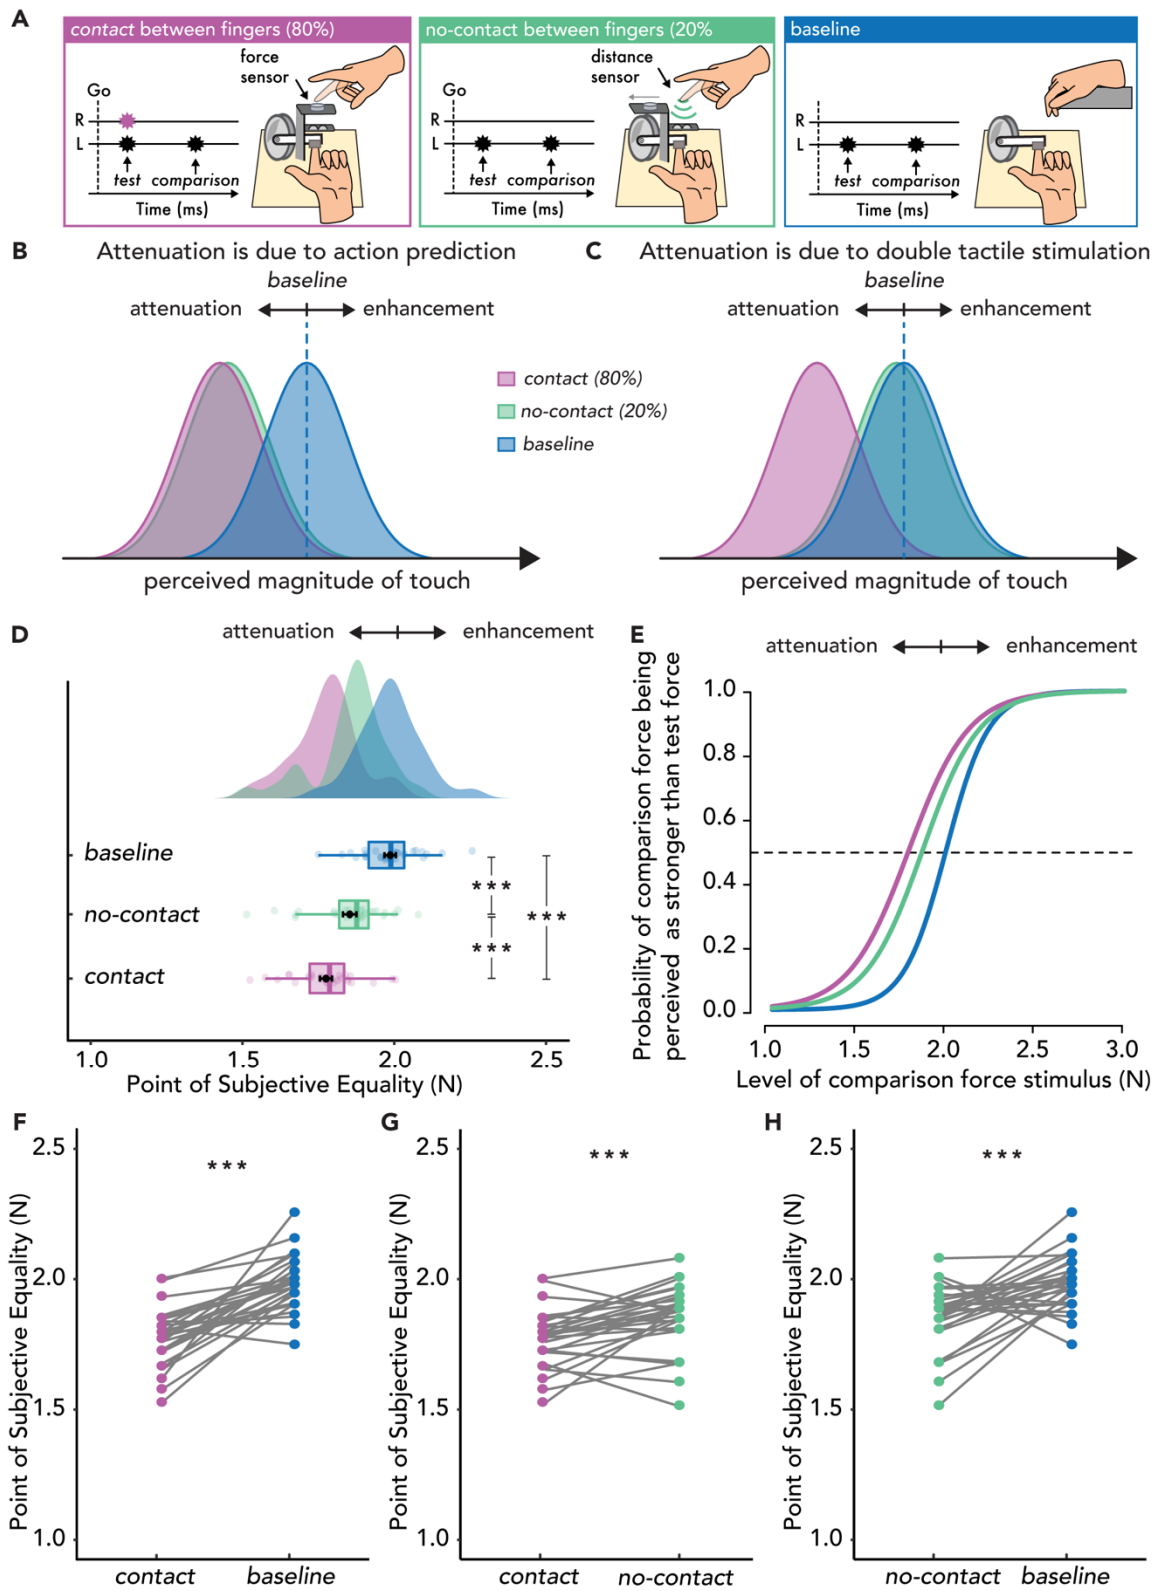 A
contact between fingers (80%)
no-contact between fingers (20%
baseline
force
sensor
Go
R
L
test
comparison
Time (ms)
distance
sensor
R
L
test
comparison
Time (ms)
R
L
test
comparison
Time (ms)
B
Attenuation is due to action prediction
baseline
attenuation
enhancement
C
Attenuation is due to double tactile stimulation
baseline
attenuation
enhancement
contact (80%)
no-contact (20%)
baseline
perceived magnitude of touch
perceived magnitude of touch
D
attenuation
enhancement
baseline
no-contact
contact
***
***
***
1.0
1.5
2.0
2.5
Point of Subjective Equality (N)
E
attenuation
enhancement
Probability of comparison force being
perceived as stronger than test force
1.0
0.8
0.6
0.4
0.2
0.0
1.0
1.5
2.0
2.5
3.0
Level of comparison force stimulus (N)
F
Point of Subjective Equality (N)
2.5
2.0
1.5
1.0
***
contact
baseline
G
Point of Subjective Equality (N)
2.5
2.0
1.5
1.0
***
contact
no-contact
H
Point of Subjective Equality (N)
2.5
2.0
1.5
1.0
***
no-contact
baseline